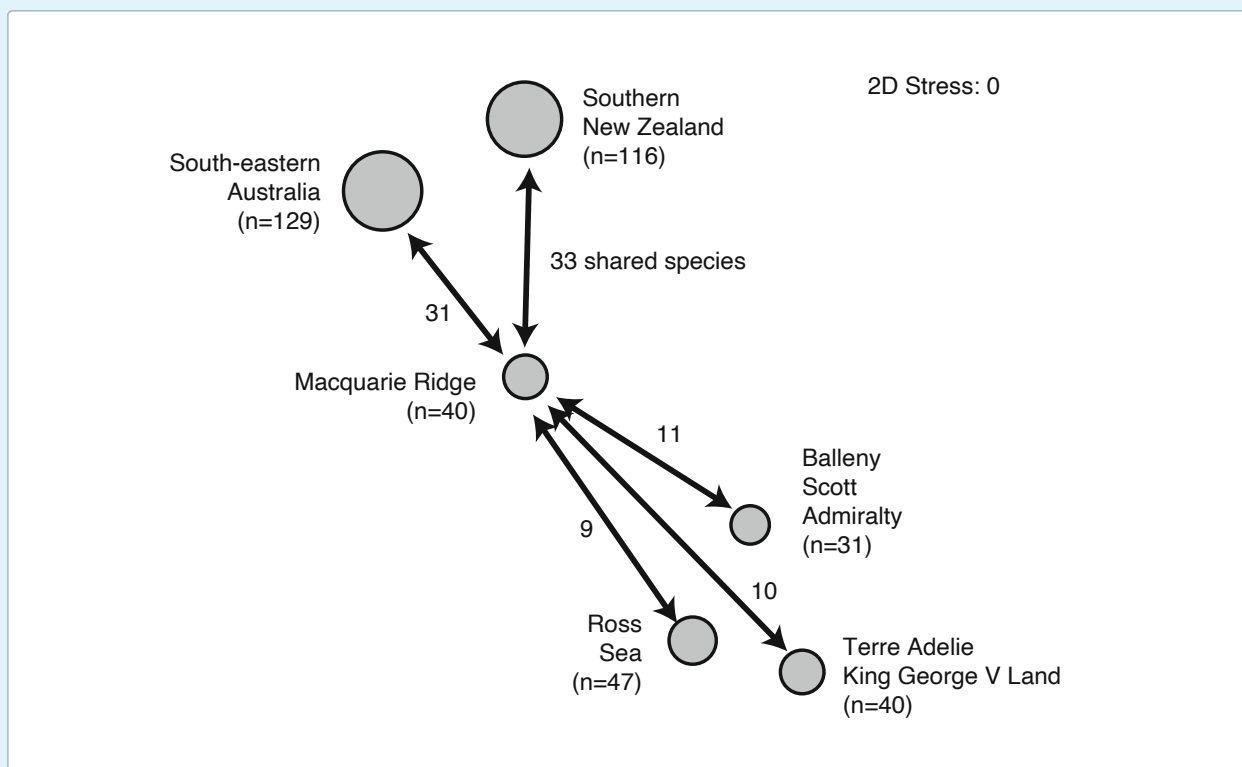 2D Stress: 0
Southern
New Zealand
(n=116)
South-eastern
Australia
(n=129)
33 shared species
31
Macquarie Ridge
(n=40)
11
Balleny
Scott
Admiralty
(n=31)
9
10
Ross
Sea
(n=47)
Terre Adelie
King George V Land
(n=40)